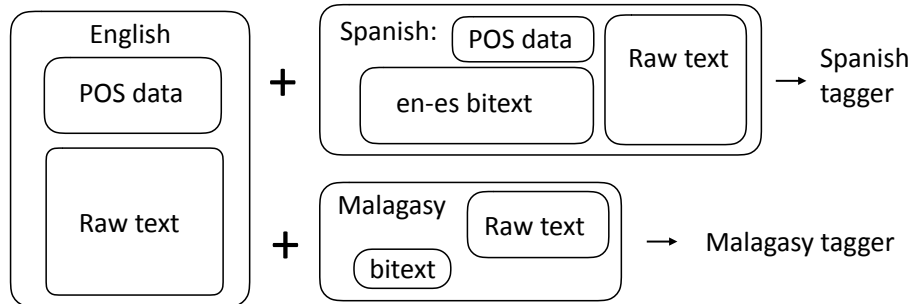 English
POS data
Raw text
+
Spanish:
POS data
en-es bitext
Raw text
Spanish
tagger
+
Malagasy
Raw text
bitext
Malagasy tagger